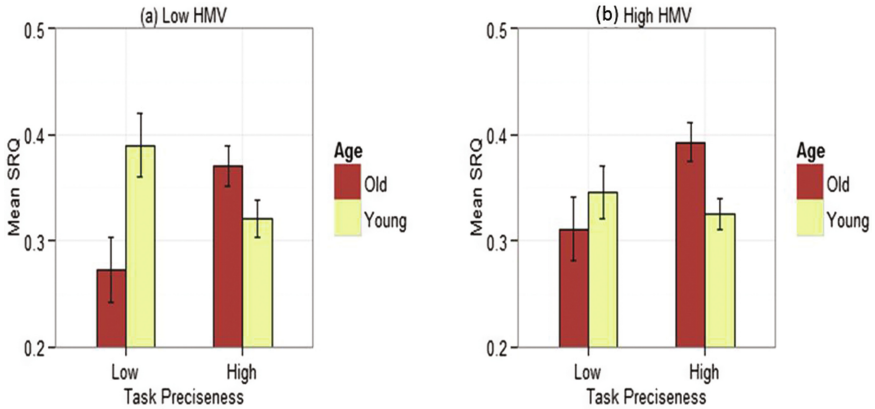 (a) Low HMV
0.5
0.4
0.3
0.2
Mean SRQ
Low High
Task Preciseness
Age
Old
Young
(b) High HMV
0.5
0.4
0.3
0.2
Mean SRQ
Low High
Task Preciseness
Age
Old
Young